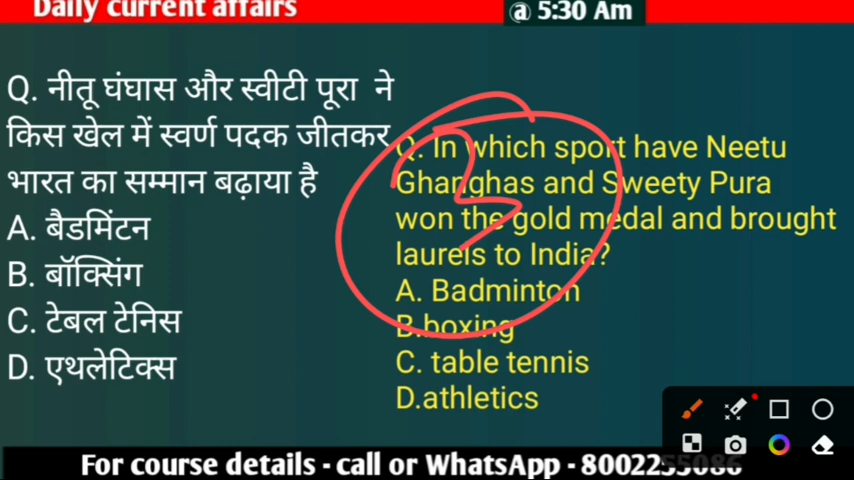 Daily current affairs
@ 5:30 Am
Q. नीतू घंघास और स्वीटी पूरा ने
किस खेल में स्वर्ण पदक जीतकर
भारत का सम्मान बढ़ाया है
A. बैडमिंटन
B. बॉक्सिंग
C. टेबल टेनिस
D. एथलेटिक्स
Q. In which sport have Neetu
Ghanghas and Sweety Pura
won the gold medal and brought
laurels to India?
A. Badminton
B.boxing
C. table tennis
D.athletics
3
For course details - call or WhatsApp - 8002255086